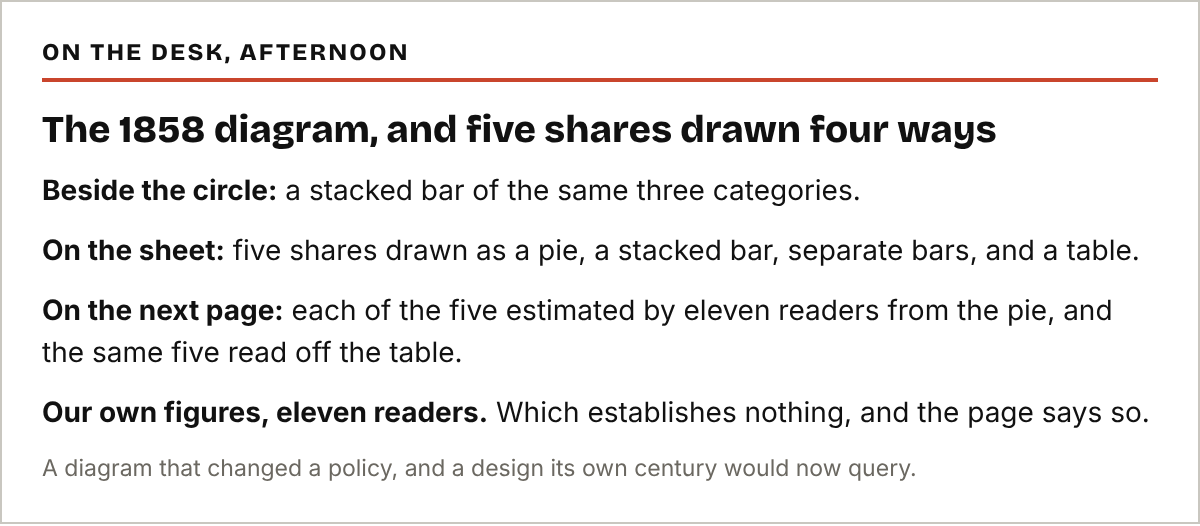 ON THE DESK, AFTERNOON
The 1858 diagram, and five shares drawn four ways
Beside the circle: a stacked bar of the same three categories.
On the sheet: five shares drawn as a pie, a stacked bar, separate bars, and a table.
On the next page: each of the five estimated by eleven readers from the pie, and
the same five read off the table.
Our own figures, eleven readers. Which establishes nothing, and the page says so.
A diagram that changed a policy, and a design its own century would now query.